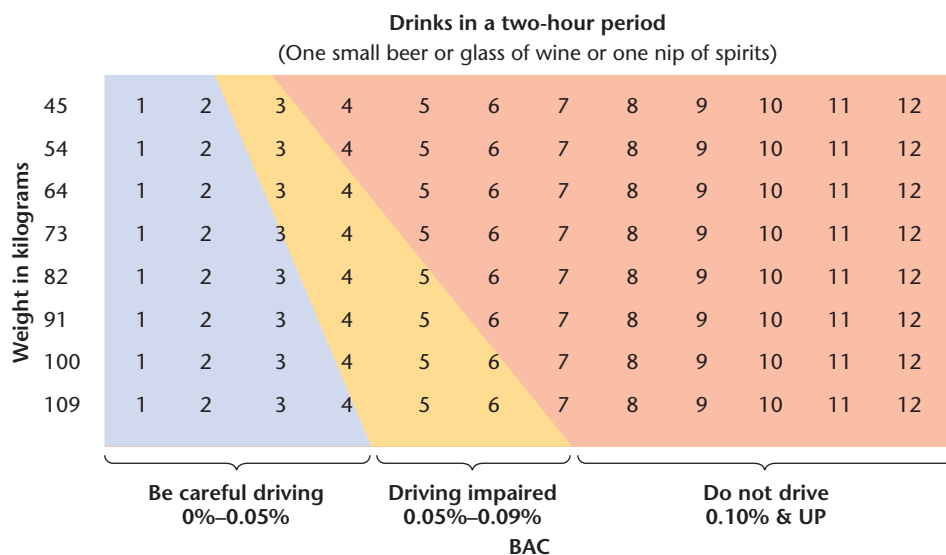 Drinks in a two-hour period
(One small beer or glass of wine or one nip of spirits)
Weight in kilograms
45 1 2 3 4 5 6 7 8 9 10 11 12
54 1 2 3 4 5 6 7 8 9 10 11 12
64 1 2 3 4 5 6 7 8 9 10 11 12
73 1 2 3 4 5 6 7 8 9 10 11 12
82 1 2 3 4 5 6 7 8 9 10 11 12
91 1 2 3 4 5 6 7 8 9 10 11 12
100 1 2 3 4 5 6 7 8 9 10 11 12
109 1 2 3 4 5 6 7 8 9 10 11 12
Be careful driving
0%–0.05%
Driving impaired
0.05%–0.09%
Do not drive
0.10% & UP
BAC